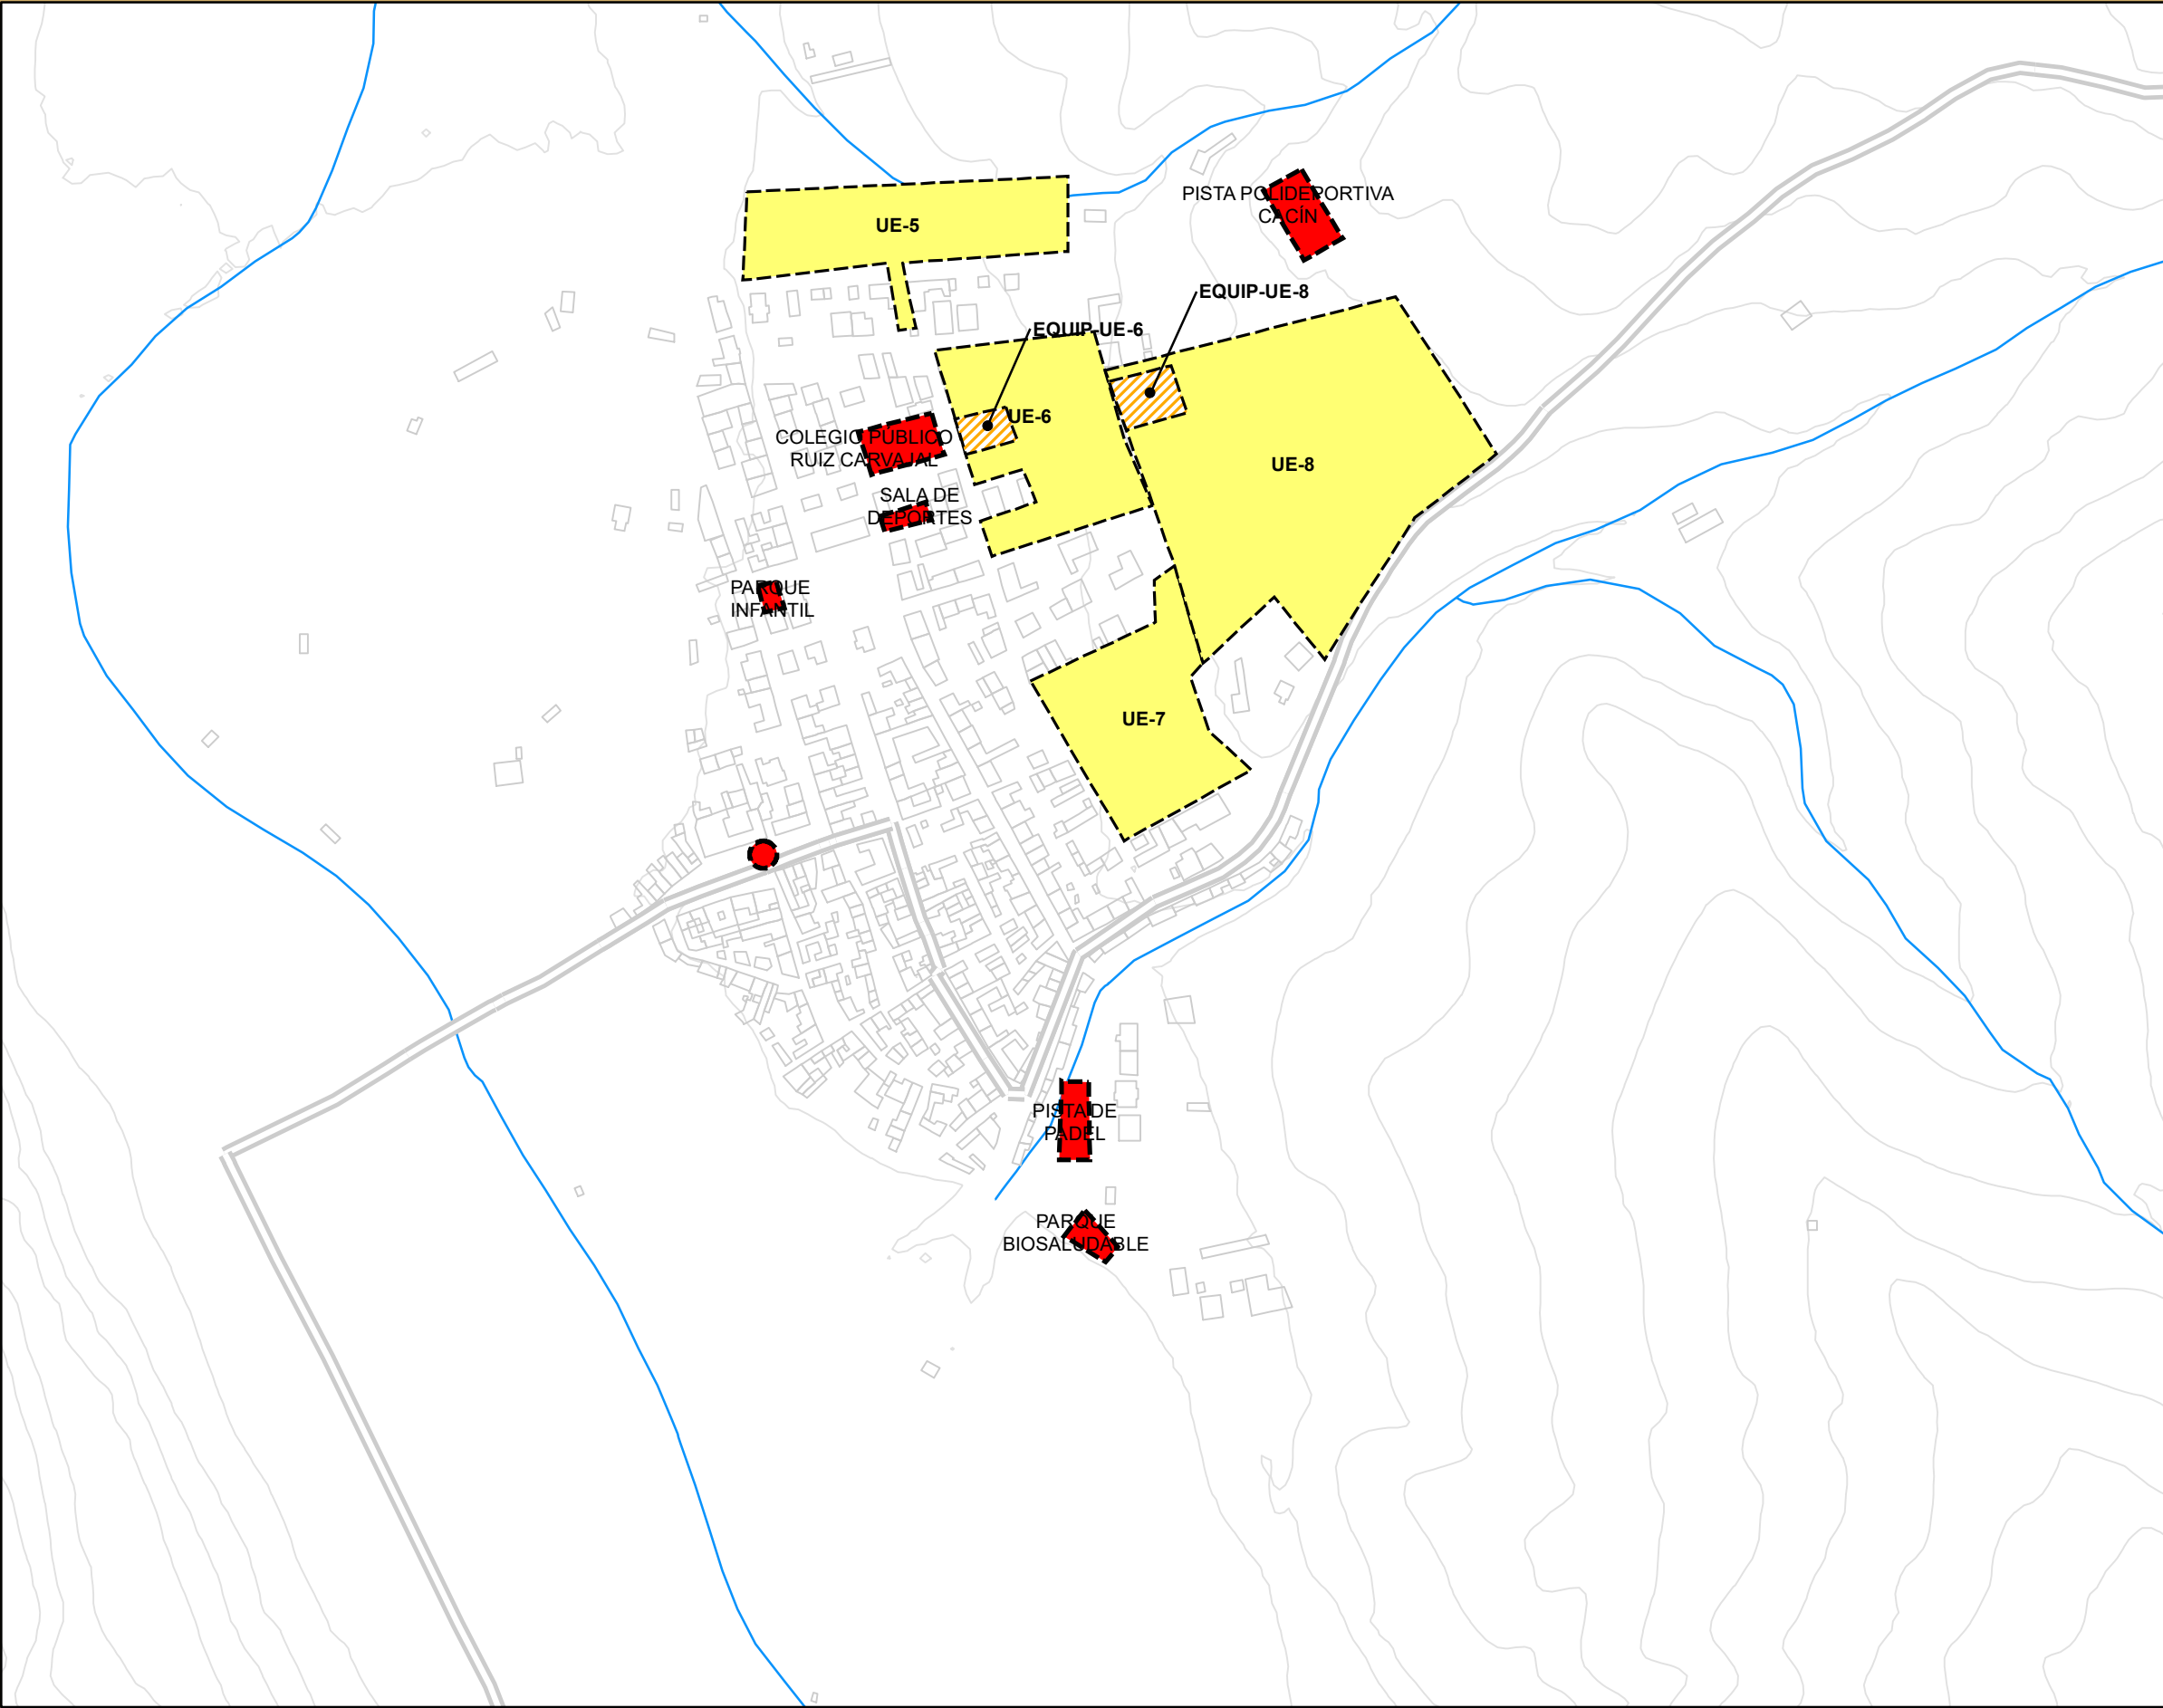 PISTA POLIDEPORTIVA
CACÍN
UE-5
EQUIP-UE-8
EQUIP-UE-6
UE-6
COLEGIO PÚBLICO
RUIZ CARVAJAL
UE-8
SALA DE
DEPORTES
PARQUE
INFANTIL
UE-7
PISTA DE
PADEL
PARQUE
BIOSALUDABLE